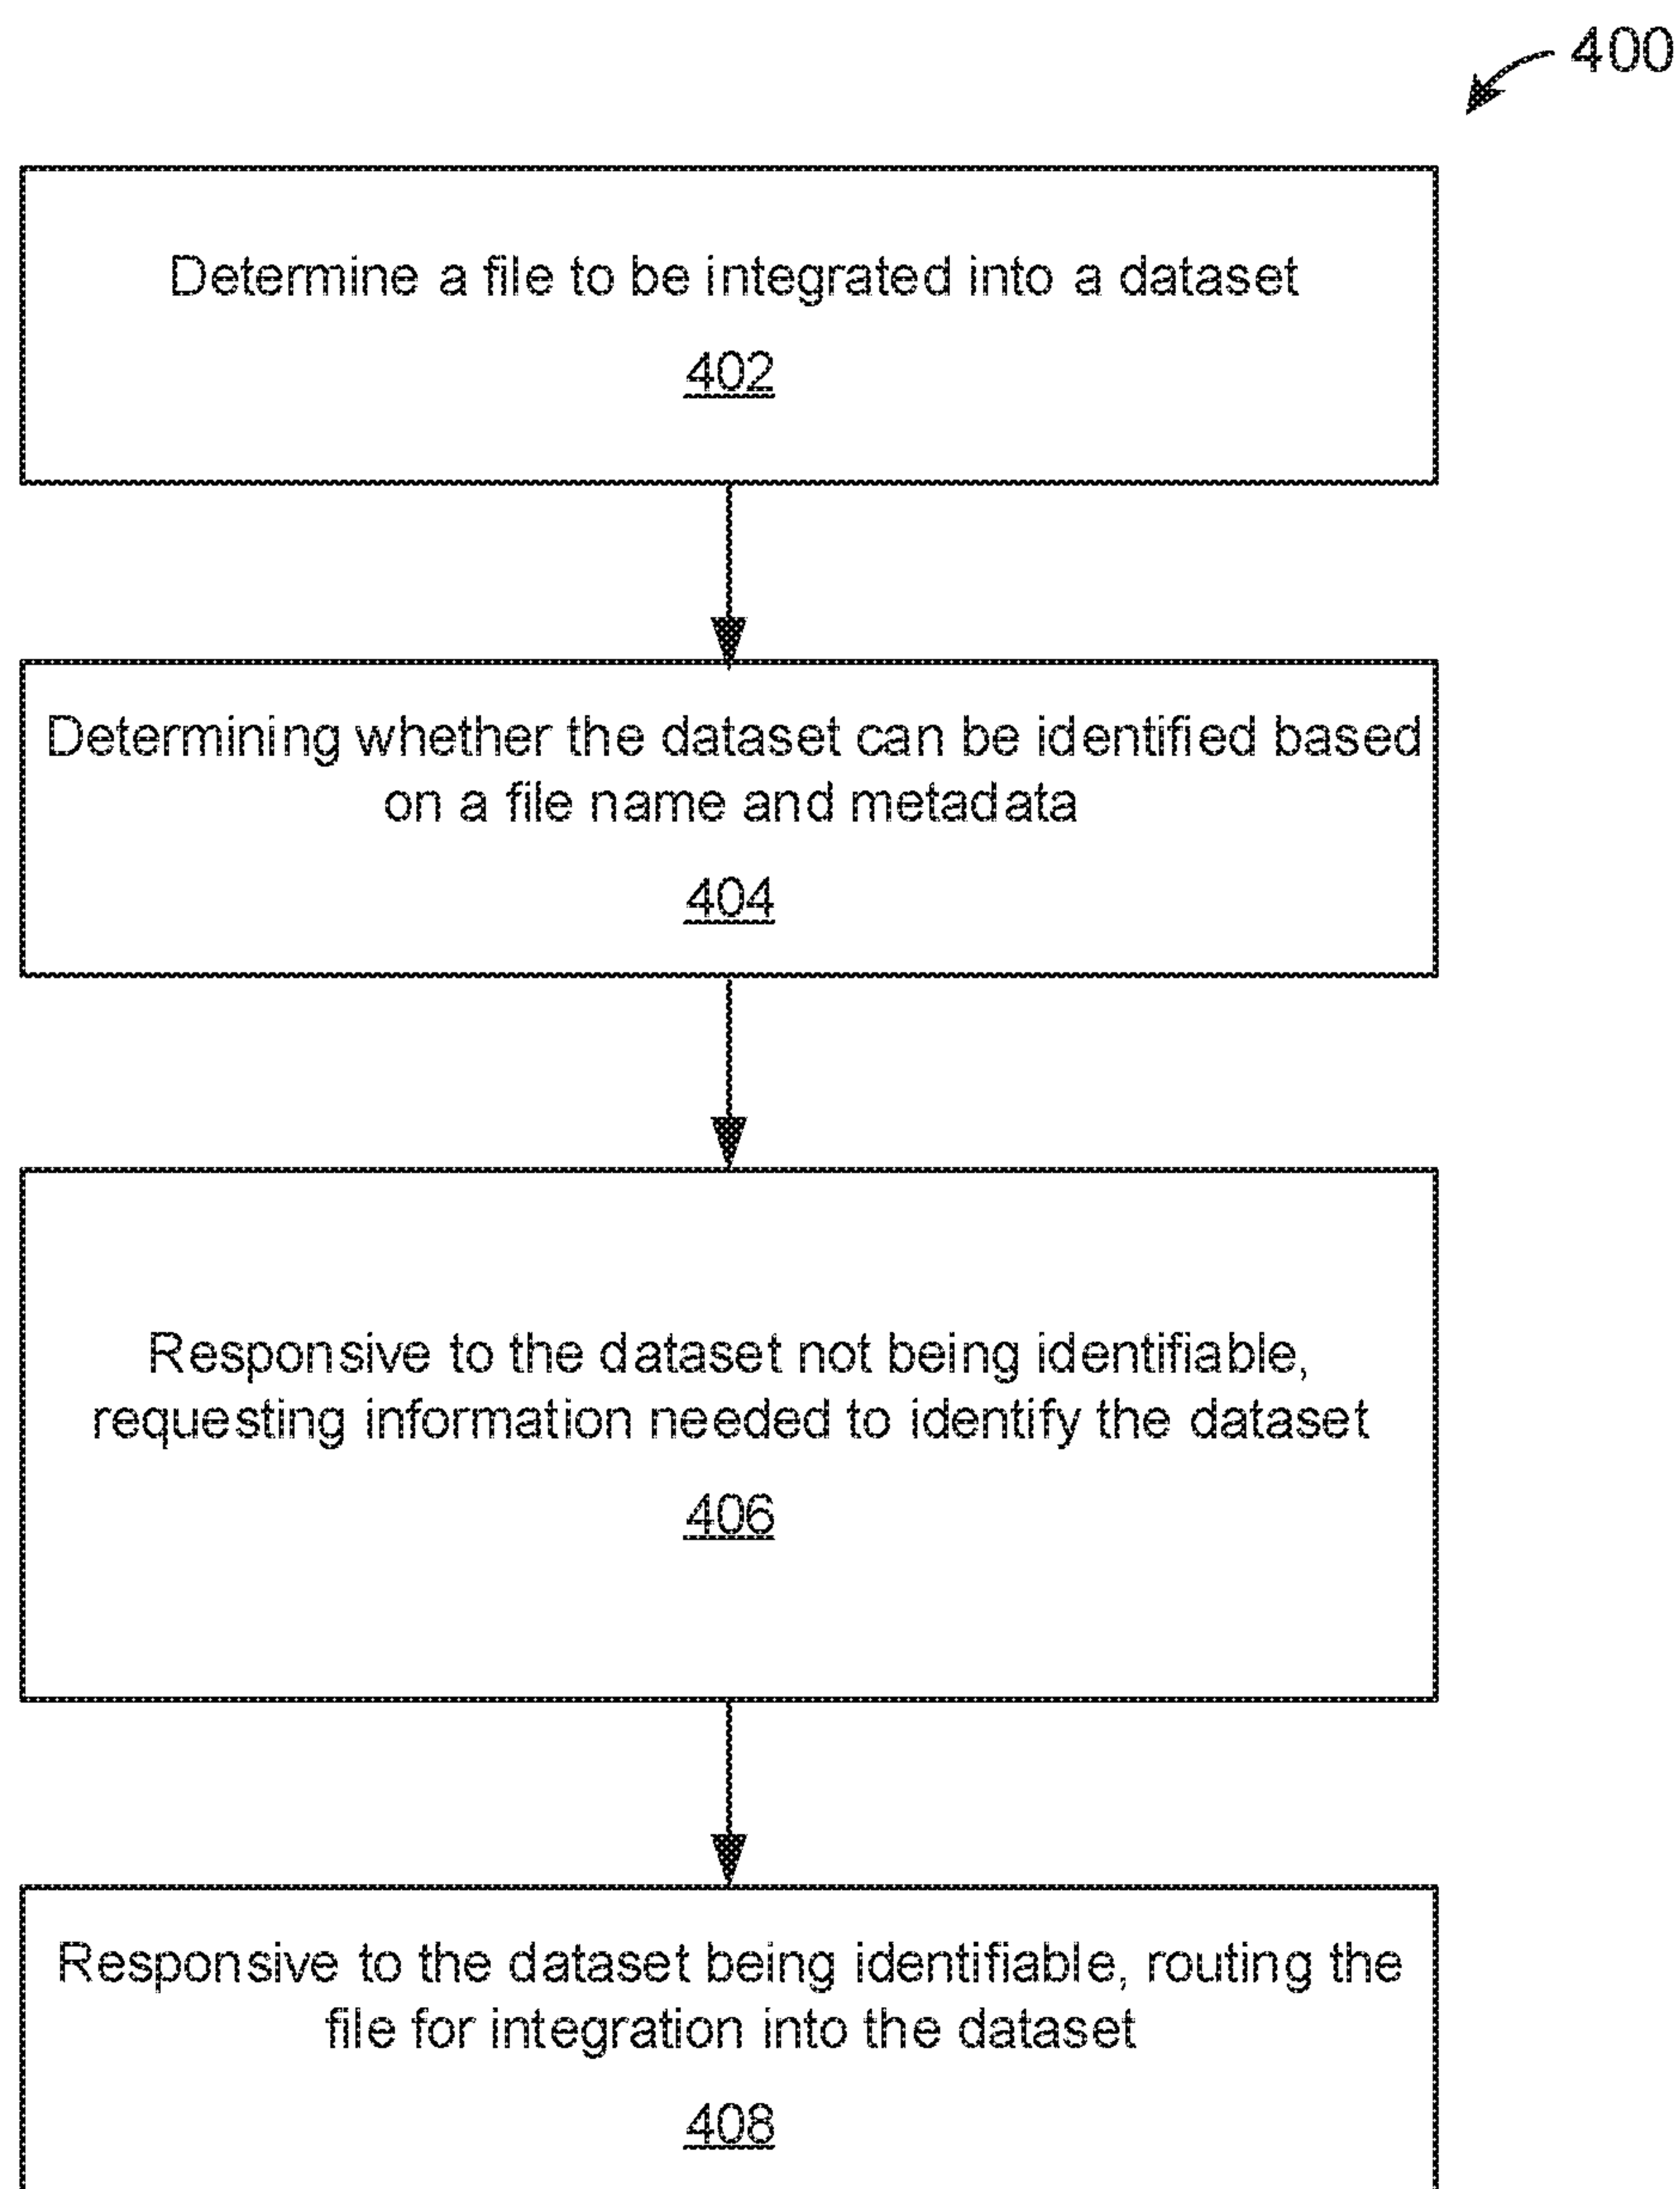 400
Determine a file to be integrated into a dataset
402
Determining whether the dataset can be identified based
on a file name and metadata
404
Responsive to the dataset not being identifiable,
requesting information needed to identify the dataset
406
Responsive to the dataset being identifiable, routing the
file for integration into the dataset
408